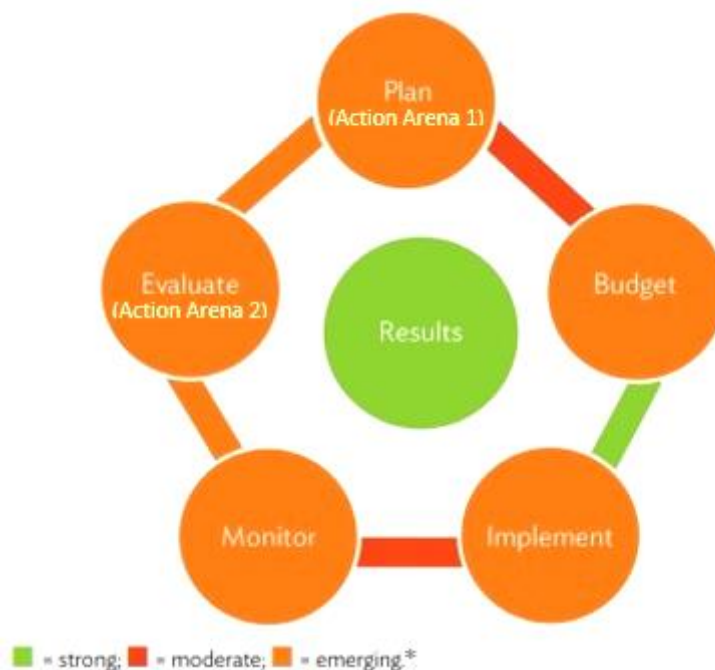 Plan
(Action Arena 1)
Evaluate
(Action Arena 2)
Budget
Results
Monitor
Implement
= strong; = moderate; = emerging.*